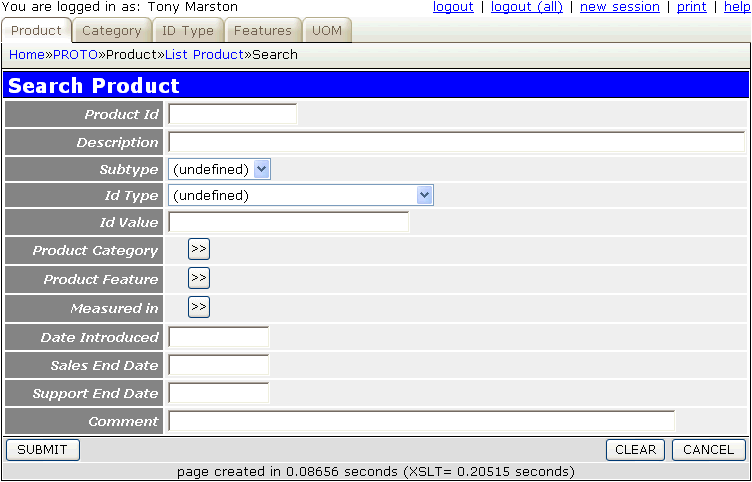 You are logged in as: Tony Marston logout | logout (all) | new session | print | help
Product Category ID Type Features UOM
Home»PROTO»Product»List Product»Search
Search Product
Product Id
Description
Subtype (undefined)
Id Type (undefined)
Id Value
Product Category >>
Product Feature >>
Measured in >>
Date Introduced
Sales End Date
Support End Date
Comment
SUBMIT CLEAR CANCEL
page created in 0.08656 seconds (XSLT= 0.20515 seconds)